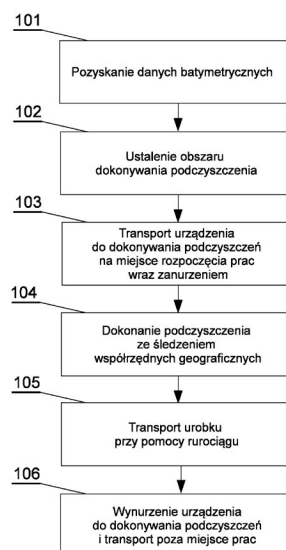 101
Pozyskanie danych batymetrycznych
102
Ustalenie obszaru
dokonywania podczyszczenia
103
Transport urządzenia
do dokonywania podczyszczeń
na miejsce rozpoczęcia prac
wraz zanurzeniem
104
Dokonanie podczyszczenia
ze śledzeniem
współrzędnych geograficznych
105
Transport urobku
przy pomocy rurociągu
106
Wynurzenie urządzenia
do dokonywania podczyszczeń
i transport poza miejsce prac